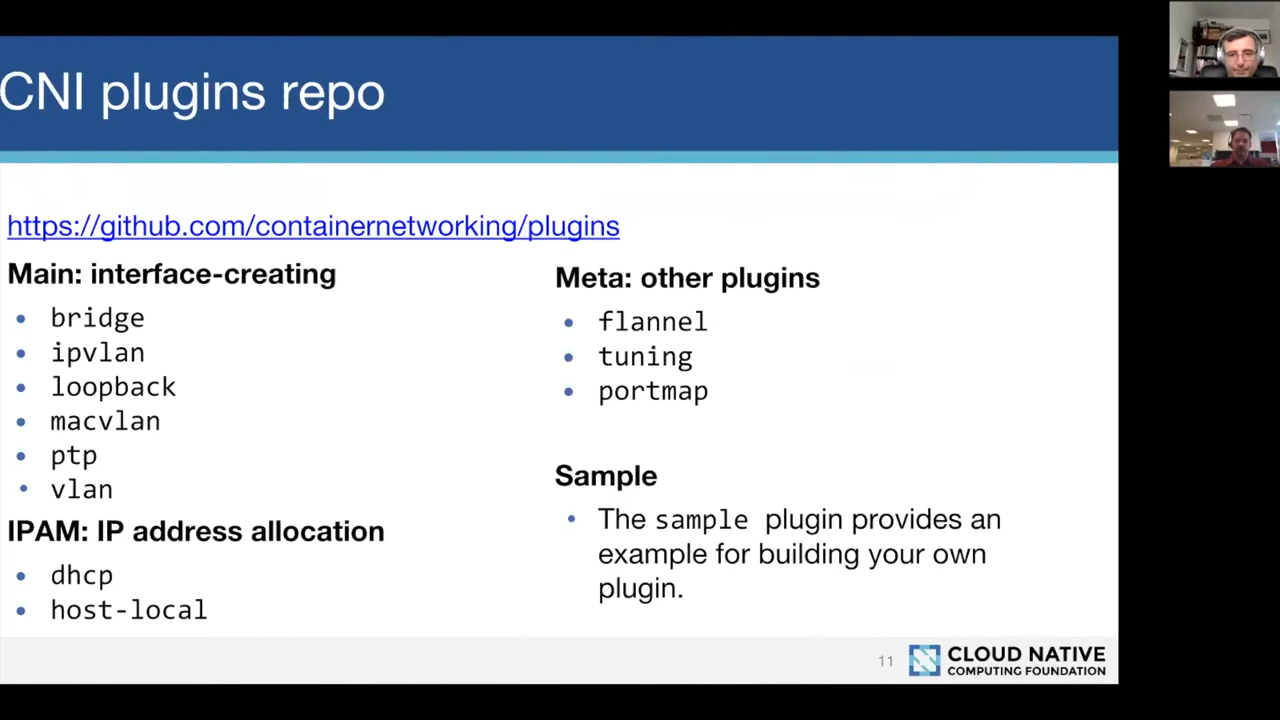 CNI plugins repo
https://github.com/containernetworking/plugins
Main: interface-creating
bridge
ipvlan
loopback
macvlan
ptp
vlan
IPAM: IP address allocation
dhcp
host-local
Meta: other plugins
flannel
tuning
portmap
Sample
The sample plugin provides an
example for building your own
plugin.
11
CLOUD NATIVE
COMPUTING FOUNDATION